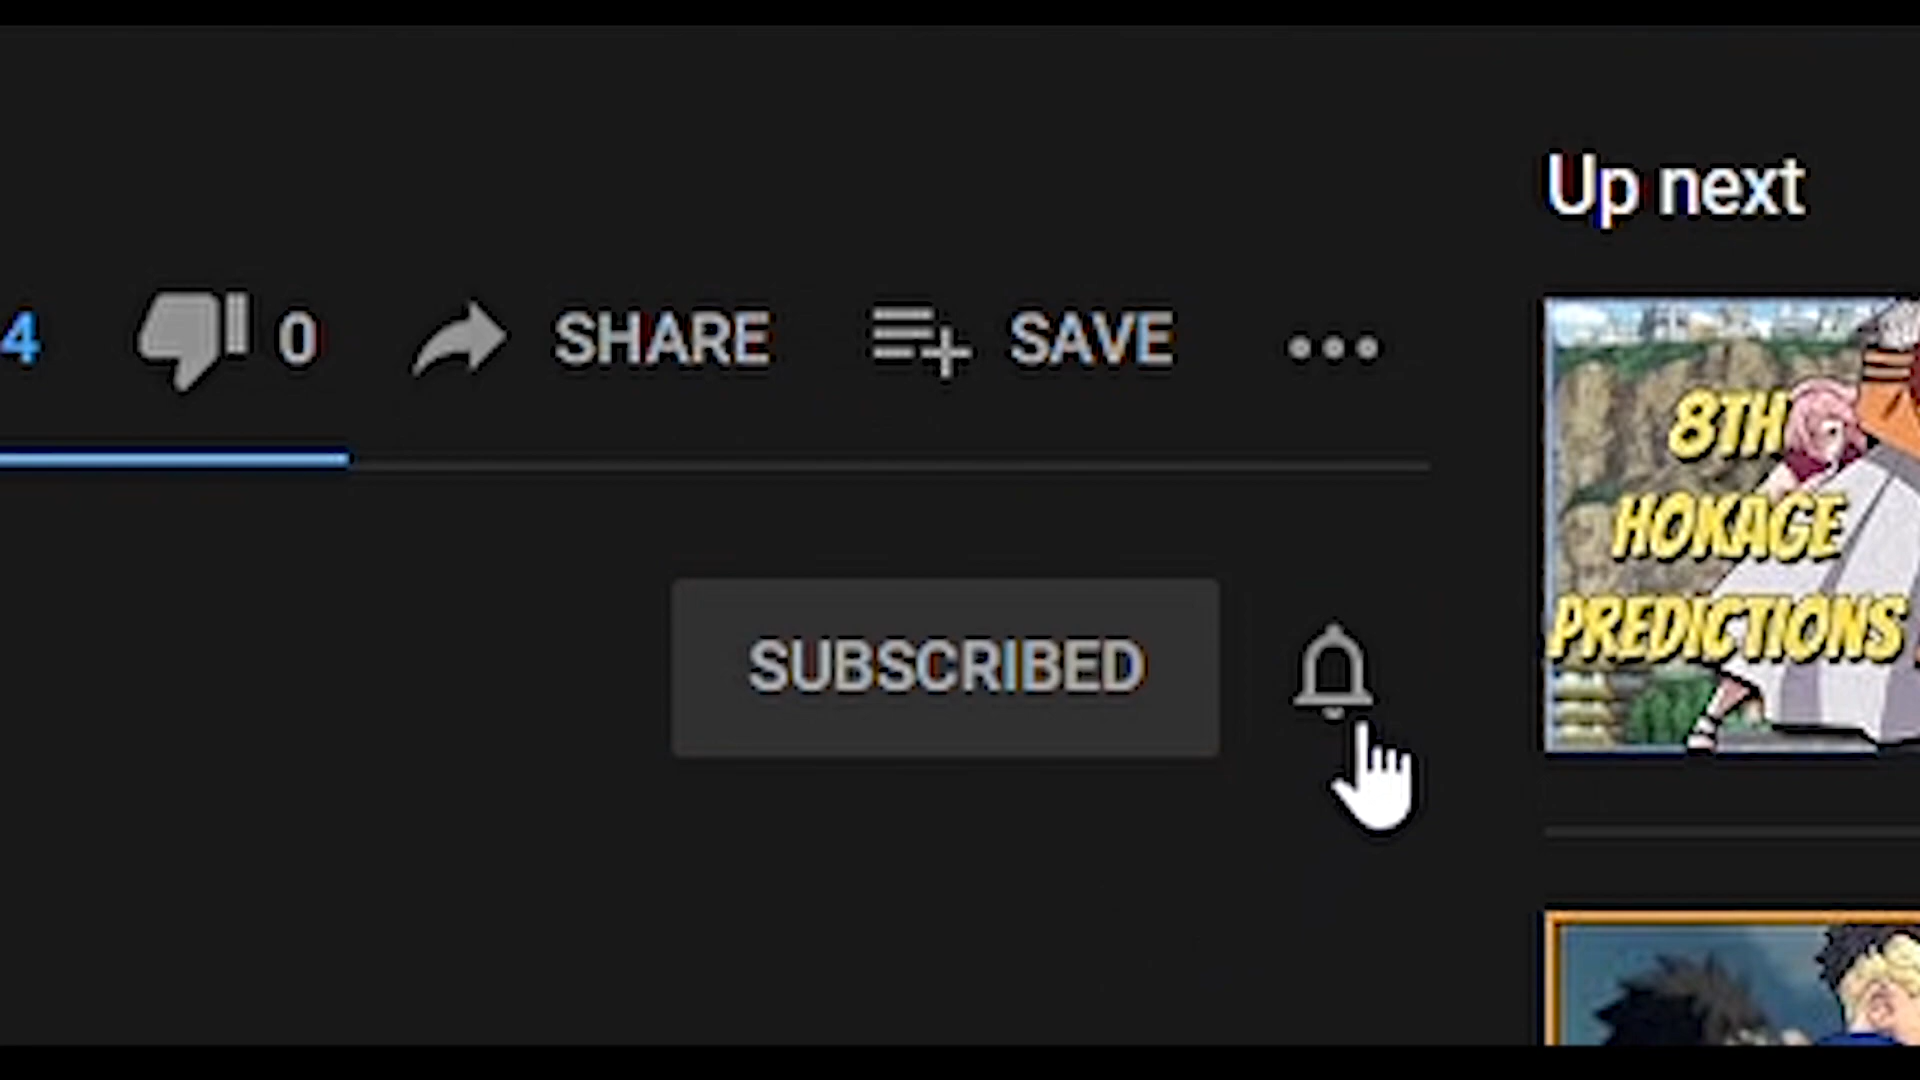 Up next
4 0 SHARE SAVE
8TH
HOKAGE
PREDICTIONS
SUBSCRIBED